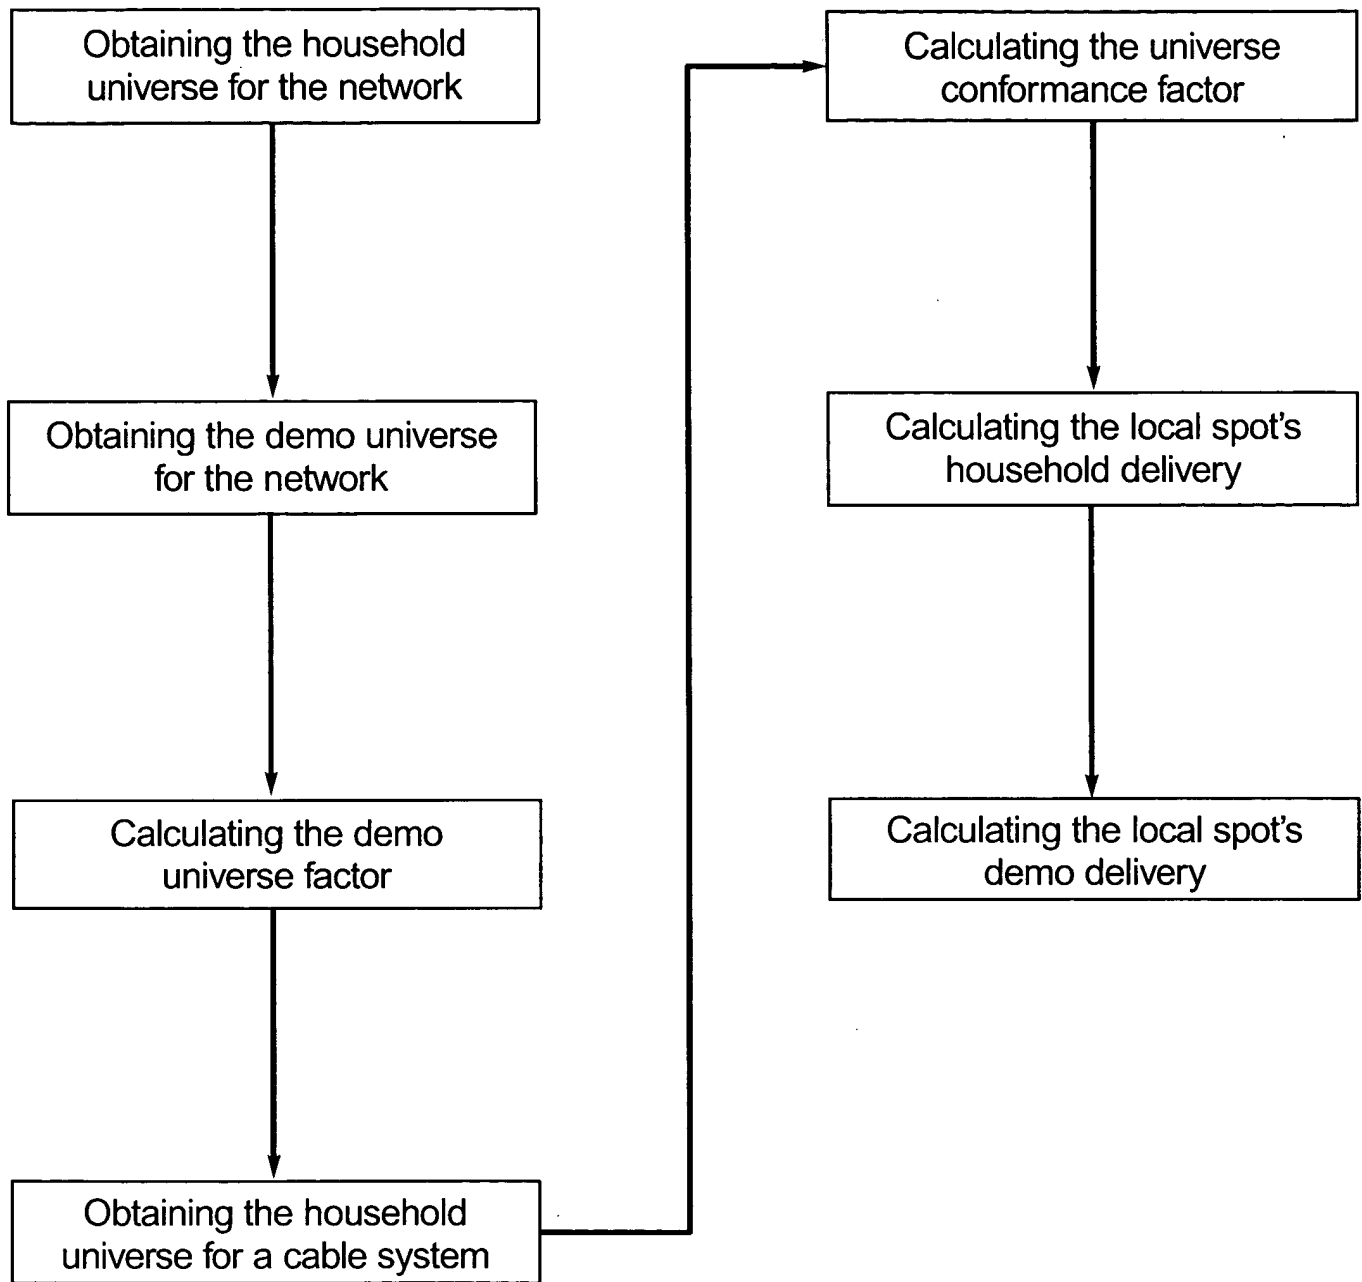 Obtaining the household
universe for the network
Obtaining the demo universe
for the network
Calculating the demo
universe factor
Obtaining the household
universe for a cable system
Calculating the universe
conformance factor
Calculating the local spot's
household delivery
Calculating the local spot's
demo delivery